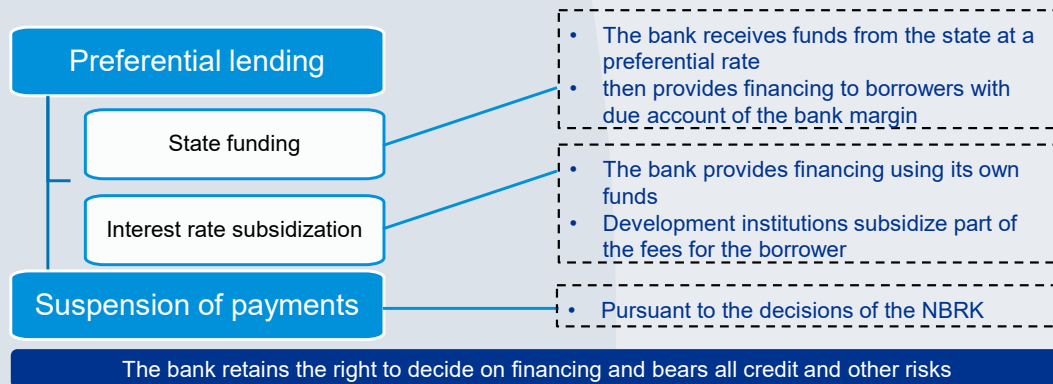 Preferential lending
State funding
Interest rate subsidization
Suspension of payments
• The bank receives funds from the state at a
preferential rate
• then provides financing to borrowers with
due account of the bank margin
• The bank provides financing using its own
funds
• Development institutions subsidize part of
the fees for the borrower
• Pursuant to the decisions of the NBRK
The bank retains the right to decide on financing and bears all credit and other risks